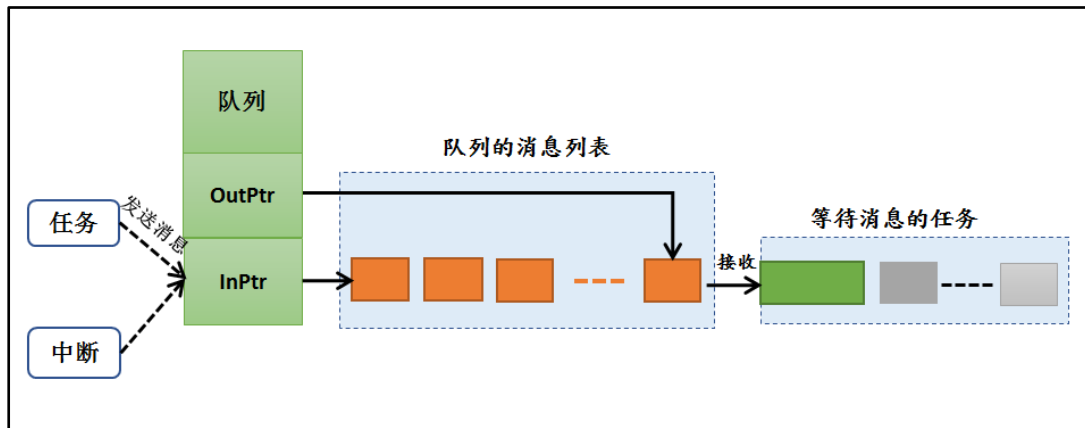 队列
队列的消息列表
OutPtr
任务
发送消息
等待消息的任务
InPtr
接收
中断